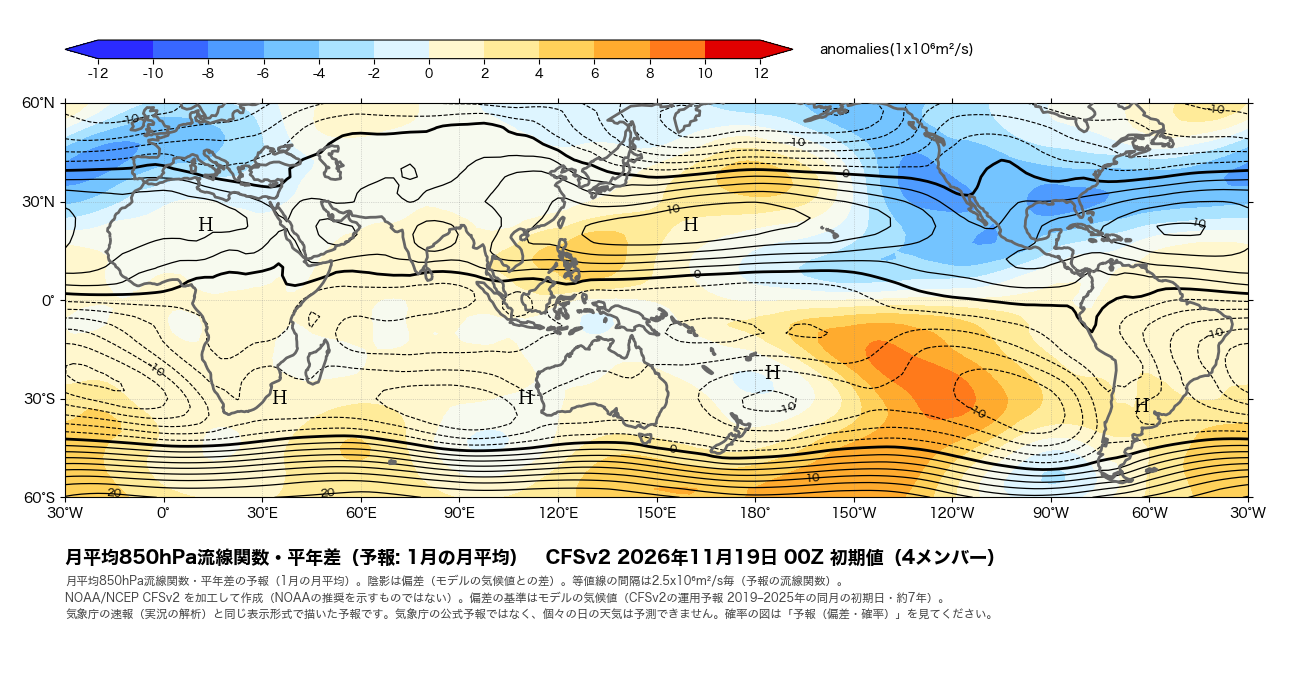 anomalies(1x10⁶m²/s)
-12 -10 -8 -6 -4 -2 0 2 4 6 8 10 12
60°N
30°N
0°
30°S
60°S
10
-10
0
10
-10
H
H
10
0
-10
-10
H
H
H
-10
-10
H
0
20
20
10
30°W 0° 30°E 60°E 90°E 120°E 150°E 180° 150°W 120°W 90°W 60°W 30°W
月平均850hPa流線関数・平年差（予報: 1月の月平均） CFSv2 2026年11月19日 00Z 初期値（4メンバー）
月平均850hPa流線関数・平年差の予報（1月の月平均）。陰影は偏差（モデルの気候値との差）。等値線の間隔は2.5x10⁶m²/s毎（予報の流線関数）。
NOAA/NCEP CFSv2 を加工して作成（NOAAの推奨を示すものではない）。偏差の基準はモデルの気候値（CFSv2の運用予報 2019–2025年の同月の初期日・約7年）。
気象庁の速報（実況の解析）と同じ表示形式で描いた予報です。気象庁の公式予報ではなく、個々の日の天気は予測できません。確率の図は「予報（偏差・確率）」を見てください。